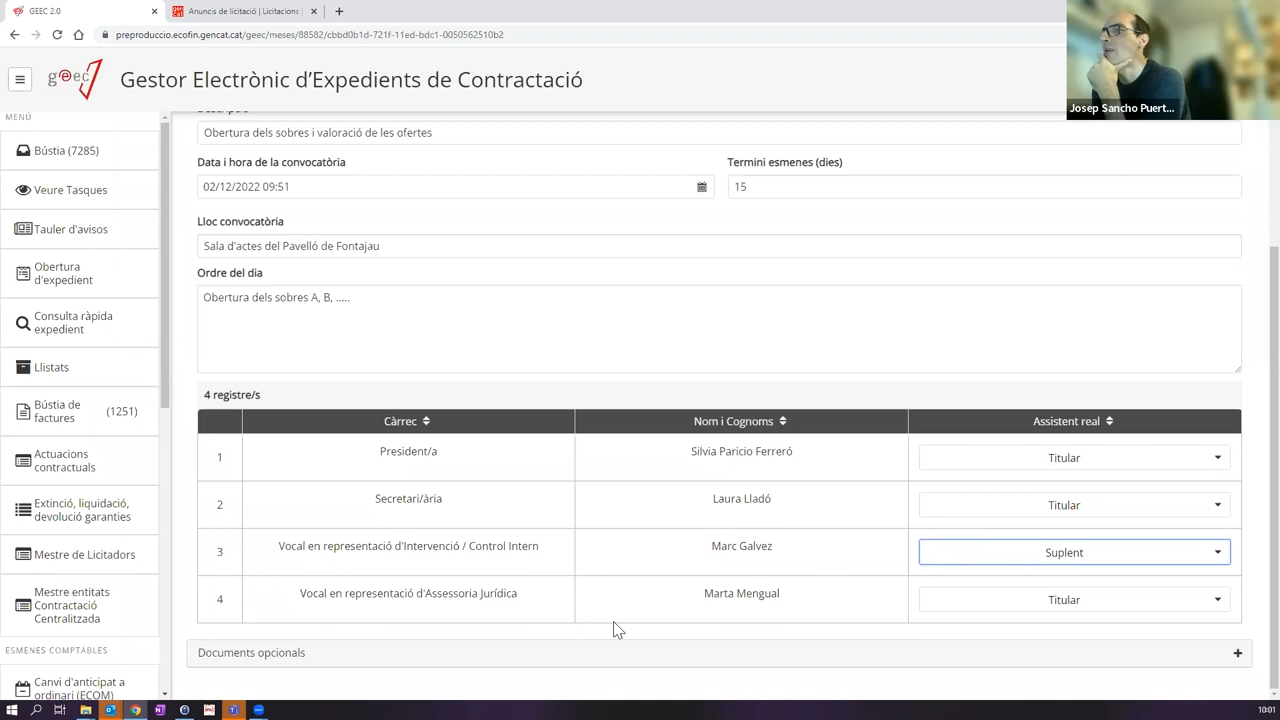 GEEC 2.0
Anuncis de licitació | Licitacions
preproduccio.ecofin.gencat.cat/geec/meses/88582/cbbd0b1d-721f-11ed-bdc1-0050562510b2
geec
Gestor Electrònic d'Expedients de Contractació
Josep Sancho Puert...
MENÚ
Bústia (7285)
Veure Tasques
Tauler d'avisos
Obertura
d'expedient
Consulta ràpida
expedient
Llistats
Bústia de
factures
(1251)
Actuacions
contractuals
Extinció, liquidació,
devolució garanties
Mestre de Licitadors
Mestre entitats
Contractació
Centralitzada
ESMENES COMPTABLES
Canvi d'anticipat a
ordinari (ECOM)
Obertura dels sobres i valoració de les ofertes
Data i hora de la convocatòria
Termini esmenes (dies)
02/12/2022 09:51
15
Lloc convocatòria
Sala d'actes del Pavelló de Fontajau
Ordre del dia
Obertura dels sobres A, B, .....
4 registre/s
Càrrec
Nom i Cognoms
Assistent real
1
President/a
Silvia Paricio Ferreró
Titular
2
Secretari/ària
Laura Lladó
Titular
3
Vocal en representació d'Intervenció / Control Intern
Marc Galvez
Suplent
4
Vocal en representació d'Assessoria Jurídica
Marta Mengual
Titular
Documents opcionals
10:01